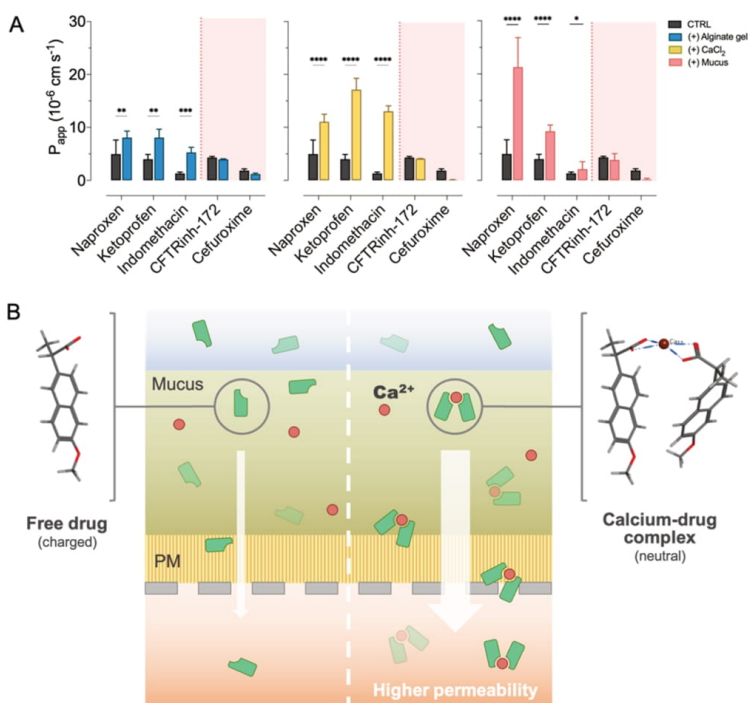 A
P_app (10⁻⁶ cm s⁻¹)
30
20
10
0
**
**
***
****
****
****
****
****
*
CTRL
(+) Alginate gel
(+) CaCl₂
(+) Mucus
Naproxen
Ketoprofen
Indomethacin
CFTRinh-172
Cefuroxime
Naproxen
Ketoprofen
Indomethacin
CFTRinh-172
Cefuroxime
Naproxen
Ketoprofen
Indomethacin
CFTRinh-172
Cefuroxime
B
Mucus
Ca²⁺
Free drug
(charged)
Calcium-drug
complex
(neutral)
PM
Higher permeability